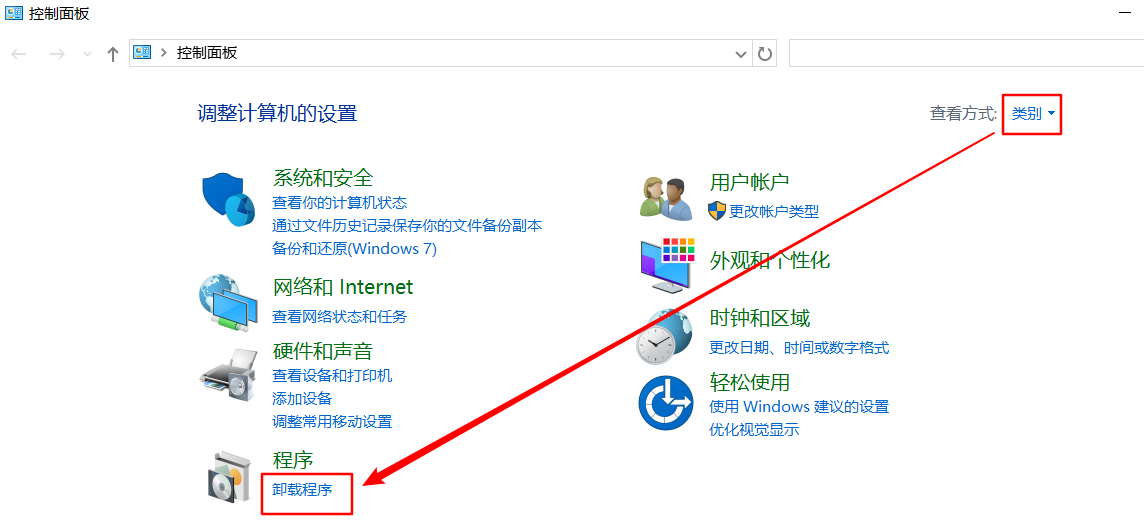 控制面板
控制面板
调整计算机的设置
查看方式: 类别
系统和安全
查看你的计算机状态
通过文件历史记录保存你的文件备份副本
备份和还原(Windows 7)
网络和 Internet
查看网络状态和任务
硬件和声音
查看设备和打印机
添加设备
调整常用移动设置
程序
卸载程序
用户帐户
更改帐户类型
外观和个性化
时钟和区域
更改日期、时间或数字格式
轻松使用
使用 Windows 建议的设置
优化视觉显示